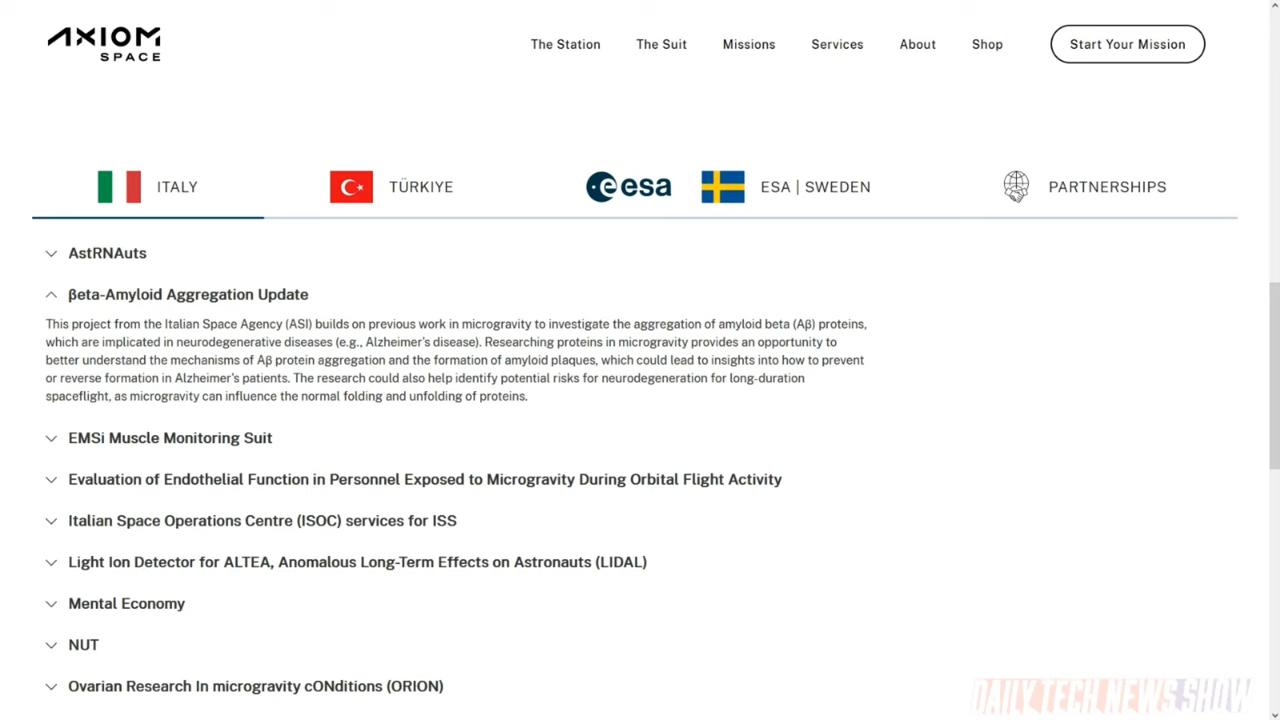 AXIOM
SPACE
The Station
The Suit
Missions
Services
About
Shop
Start Your Mission
ITALY
TÜRKIYE
esa
ESA | SWEDEN
PARTNERSHIPS
AstRNAuts
βeta-Amyloid Aggregation Update
This project from the Italian Space Agency (ASI) builds on previous work in microgravity to investigate the aggregation of amyloid beta (Aβ) proteins,
which are implicated in neurodegenerative diseases (e.g., Alzheimer's disease). Researching proteins in microgravity provides an opportunity to
better understand the mechanisms of Aβ protein aggregation and the formation of amyloid plaques, which could lead to insights into how to prevent
or reverse formation in Alzheimer's patients. The research could also help identify potential risks for neurodegeneration for long-duration
spaceflight, as microgravity can influence the normal folding and unfolding of proteins.
EMSi Muscle Monitoring Suit
Evaluation of Endothelial Function in Personnel Exposed to Microgravity During Orbital Flight Activity
Italian Space Operations Centre (ISOC) services for ISS
Light Ion Detector for ALTEA, Anomalous Long-Term Effects on Astronauts (LIDAL)
Mental Economy
NUT
Ovarian Research In microgravity cONditions (ORION)
DAILY TECH NEWS SHOW